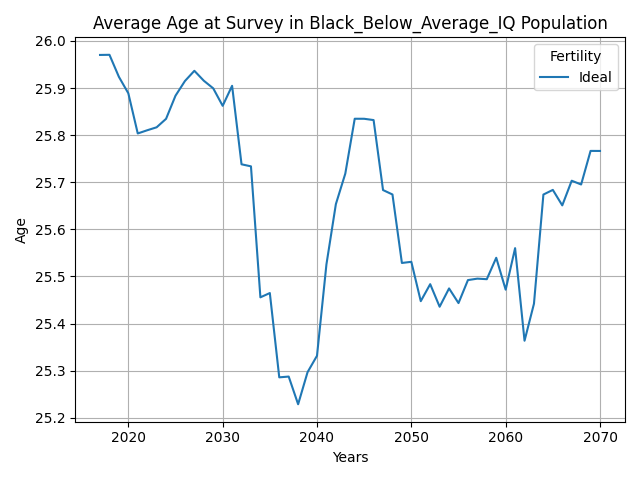 Average Age at Survey in Black_Below_Average_IQ Population
26.0
25.9
25.8
25.7
25.6
25.5
25.4
25.3
25.2
Age
Fertility
Ideal
2020 2030 2040 2050 2060 2070
Years